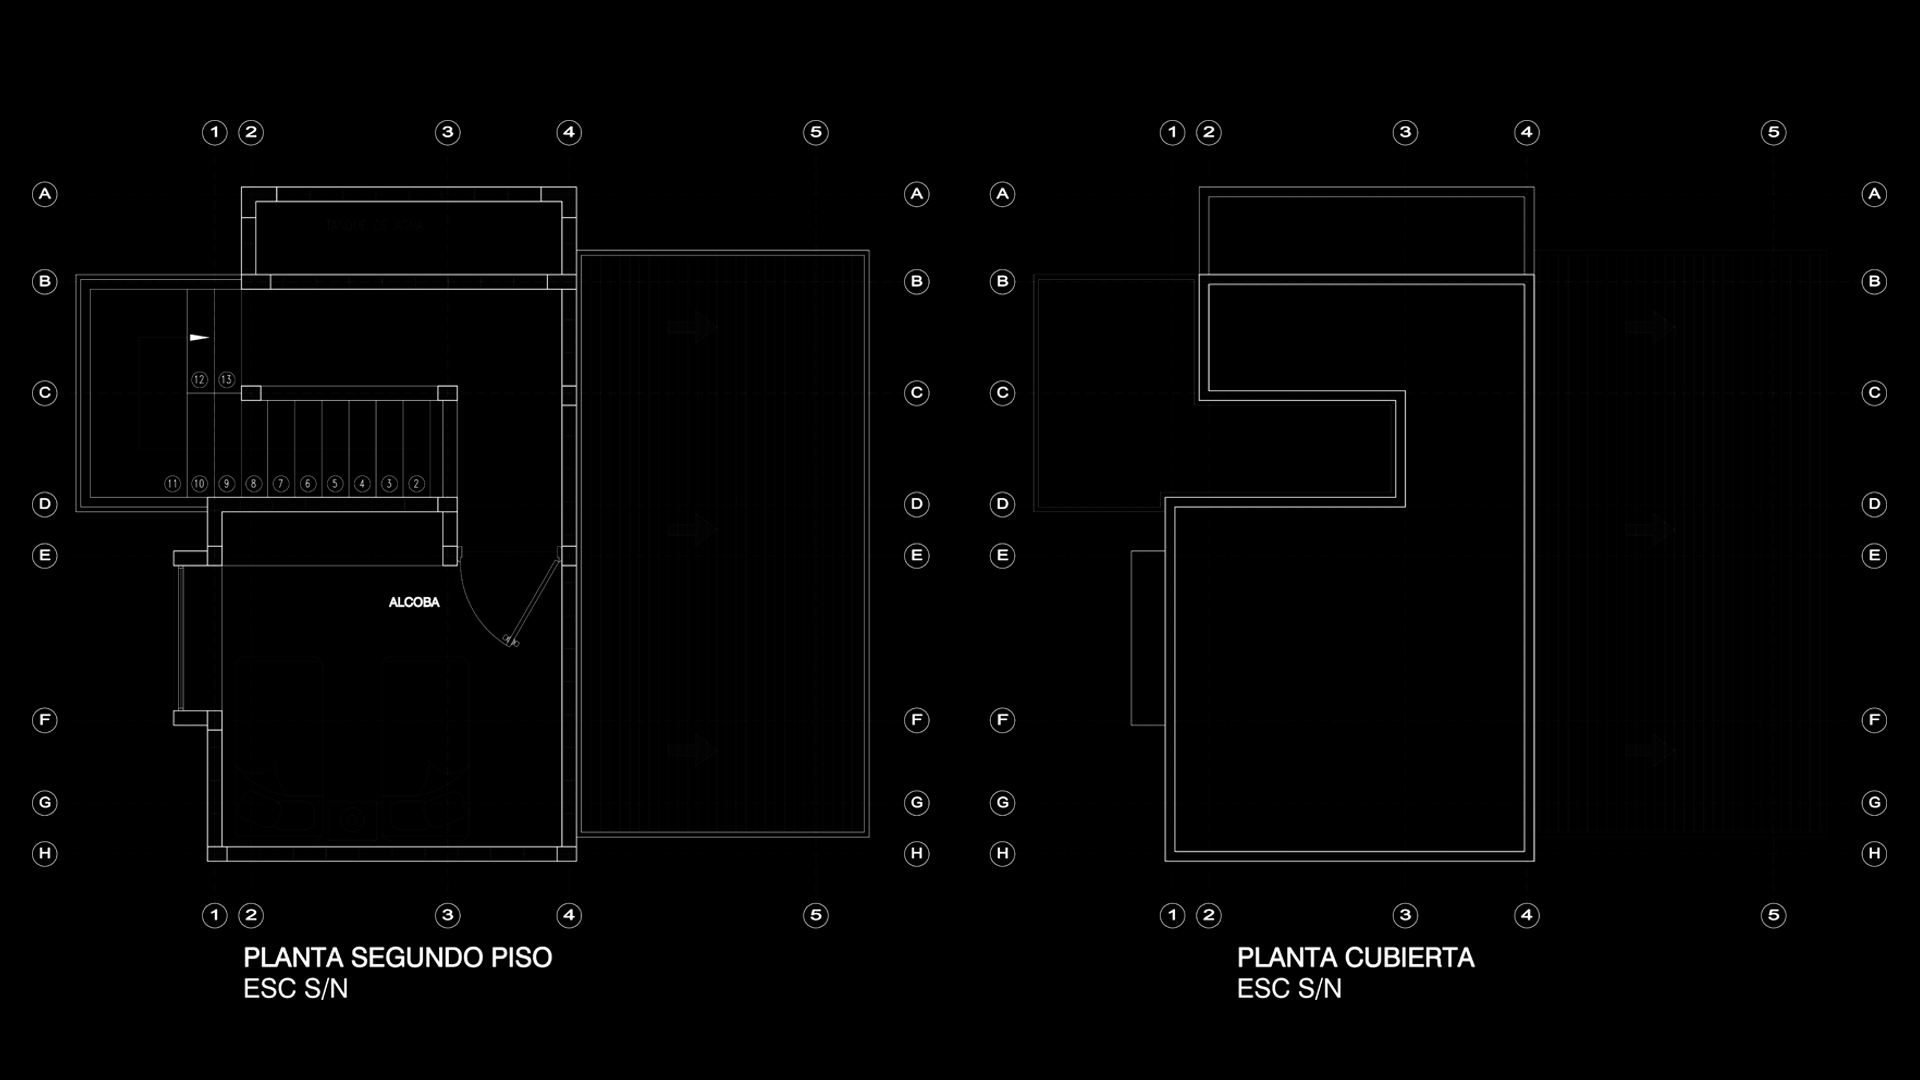 1 2 3 4 5
1 2 3 4 5
A A A A
B B B B
12 13
C C C C
11 10 9 8 7 6 5 4 3 2
D D D D
E E E E
ALCOBA
F F F F
G G G G
H H H H
1 2 3 4 5
1 2 3 4 5
PLANTA SEGUNDO PISO
ESC S/N
PLANTA CUBIERTA
ESC S/N